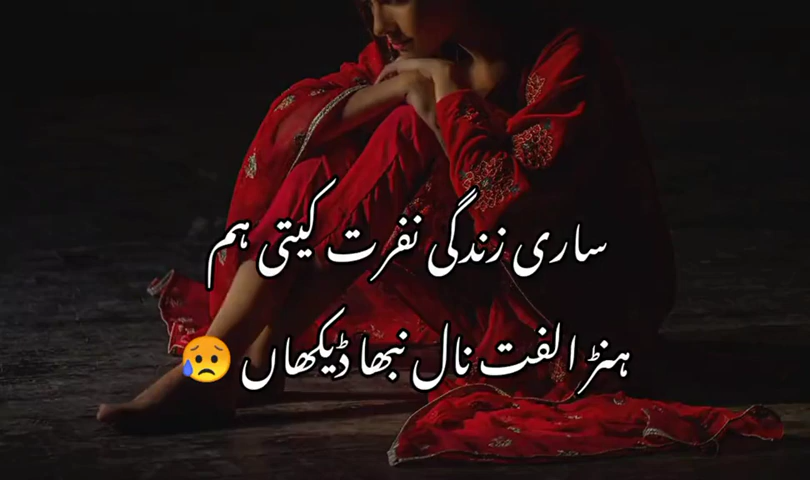 ساری زندگی نفرت کیتی ہم
ہنڑ الفت نال نبھا ڈیکھاں 😥